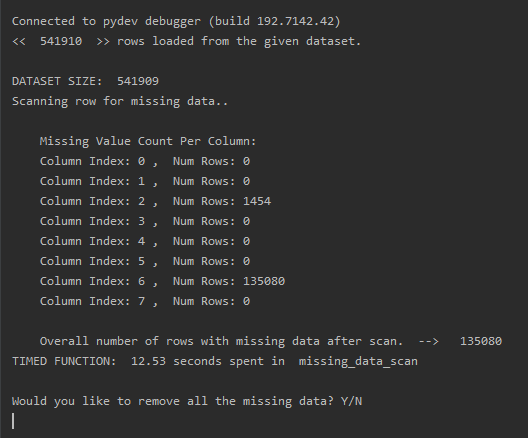 Connected to pydev debugger (build 192.7142.42)
<<  541910  >> rows loaded from the given dataset.
DATASET SIZE:  541909
Scanning row for missing data..
Missing Value Count Per Column:
Column Index: 0 ,  Num Rows: 0
Column Index: 1 ,  Num Rows: 0
Column Index: 2 ,  Num Rows: 1454
Column Index: 3 ,  Num Rows: 0
Column Index: 4 ,  Num Rows: 0
Column Index: 5 ,  Num Rows: 0
Column Index: 6 ,  Num Rows: 135080
Column Index: 7 ,  Num Rows: 0
Overall number of rows with missing data after scan.  -->   135080
TIMED FUNCTION:  12.53 seconds spent in  missing_data_scan
Would you like to remove all the missing data? Y/N